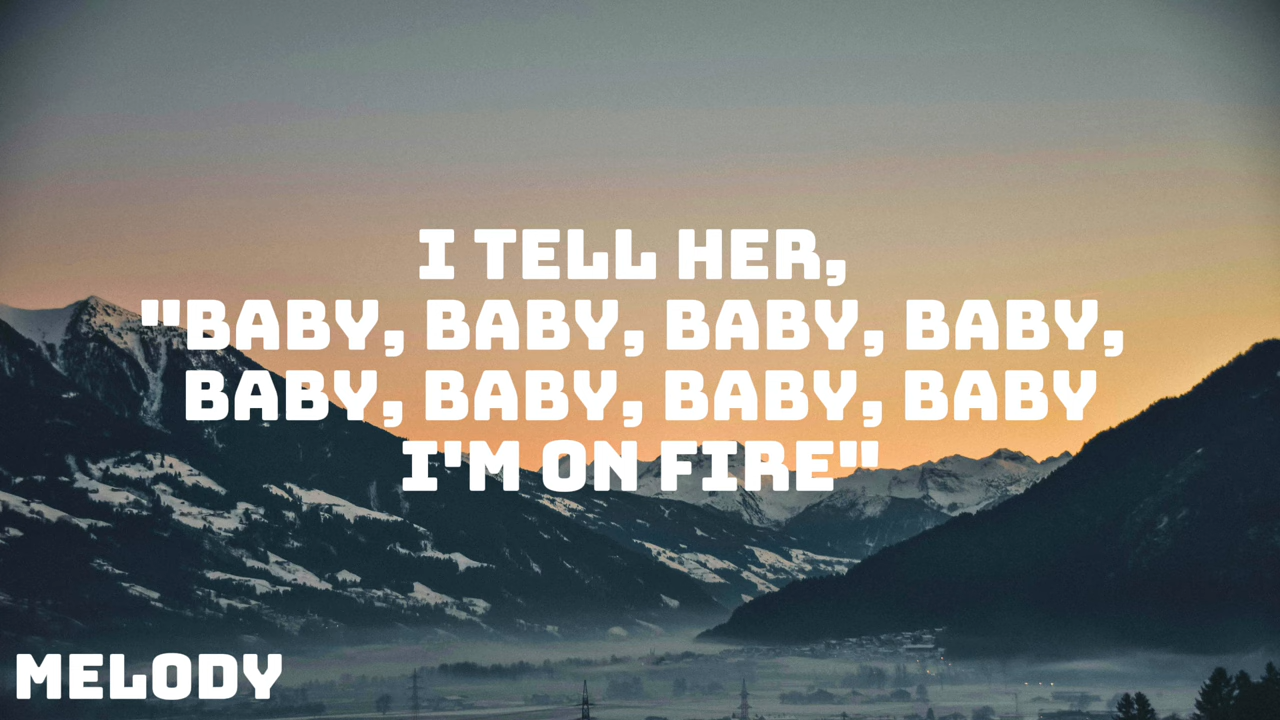 I TELL HER,
"BABY, BABY, BABY, BABY,
BABY, BABY, BABY, BABY
I'M ON FIRE"
MELODY